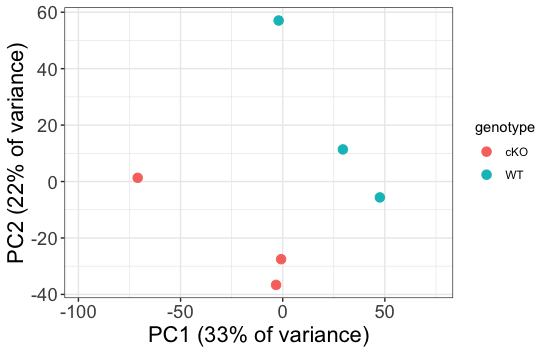 60
40
20
0
-20
-40
-100
-50
0
50
PC1 (33% of variance)
PC2 (22% of variance)
genotype
cKO
WT